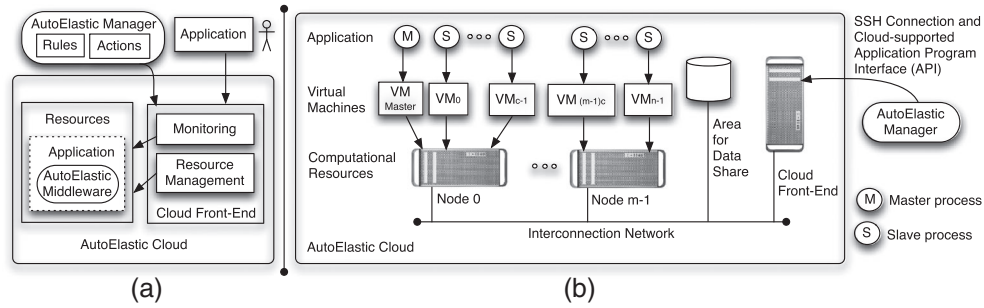 AutoElastic Manager
Rules
Actions
Application
Resources
Application
AutoElastic
Middleware
Monitoring
Resource
Management
Cloud Front-End
AutoElastic Cloud
(a)
Application
M
S
S
S
S
Virtual
Machines
VM
Master
VM0
VMc-1
VM (m-1)c
VMn-1
Computational
Resources
Node 0
Node m-1
Area
for
Data
Share
Cloud
Front-End
Interconnection Network
AutoElastic Cloud
SSH Connection and
Cloud-supported
Application Program
Interface (API)
AutoElastic
Manager
M Master process
S Slave process
(b)